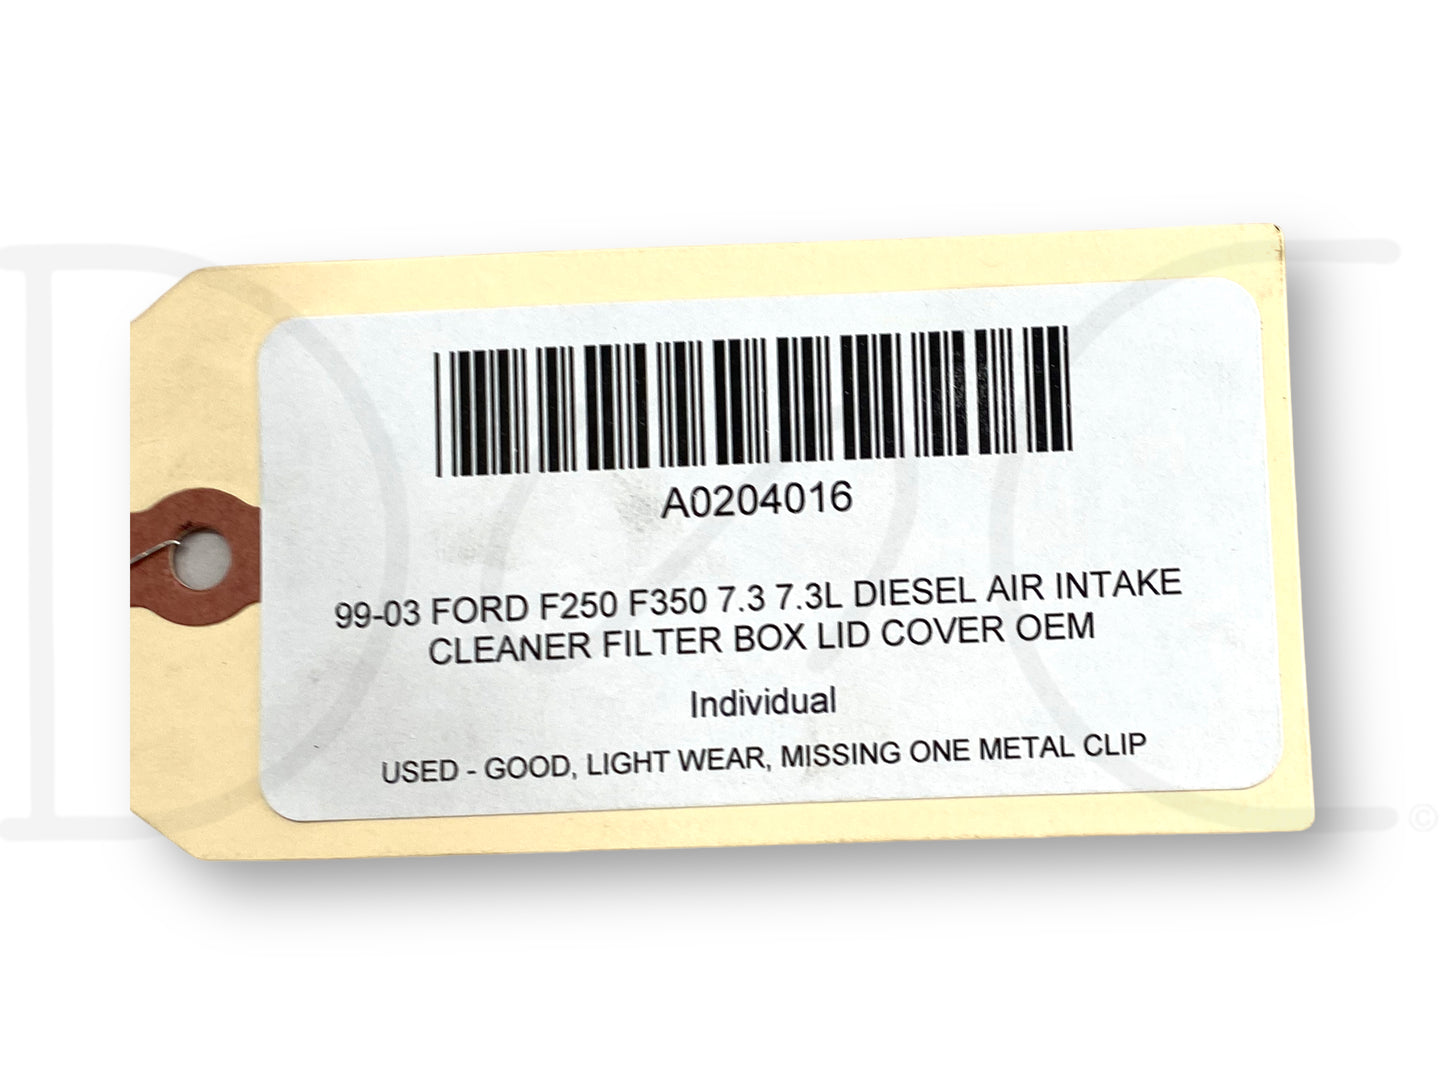 A0204016
99-03 FORD F250 F350 7.3 7.3L DIESEL AIR INTAKE
CLEANER FILTER BOX LID COVER OEM
Individual
USED - GOOD, LIGHT WEAR, MISSING ONE METAL CLIP
D2C
©